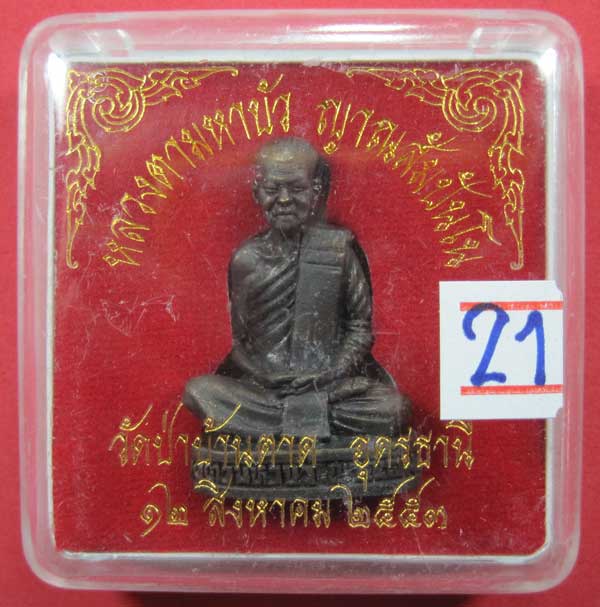 หลวงตามหาบัว ญาณสัมปันโน
21
วัดป่าบ้านตาด อุดรธานี
๑๒ สิงหาคม ๒๕๕๓